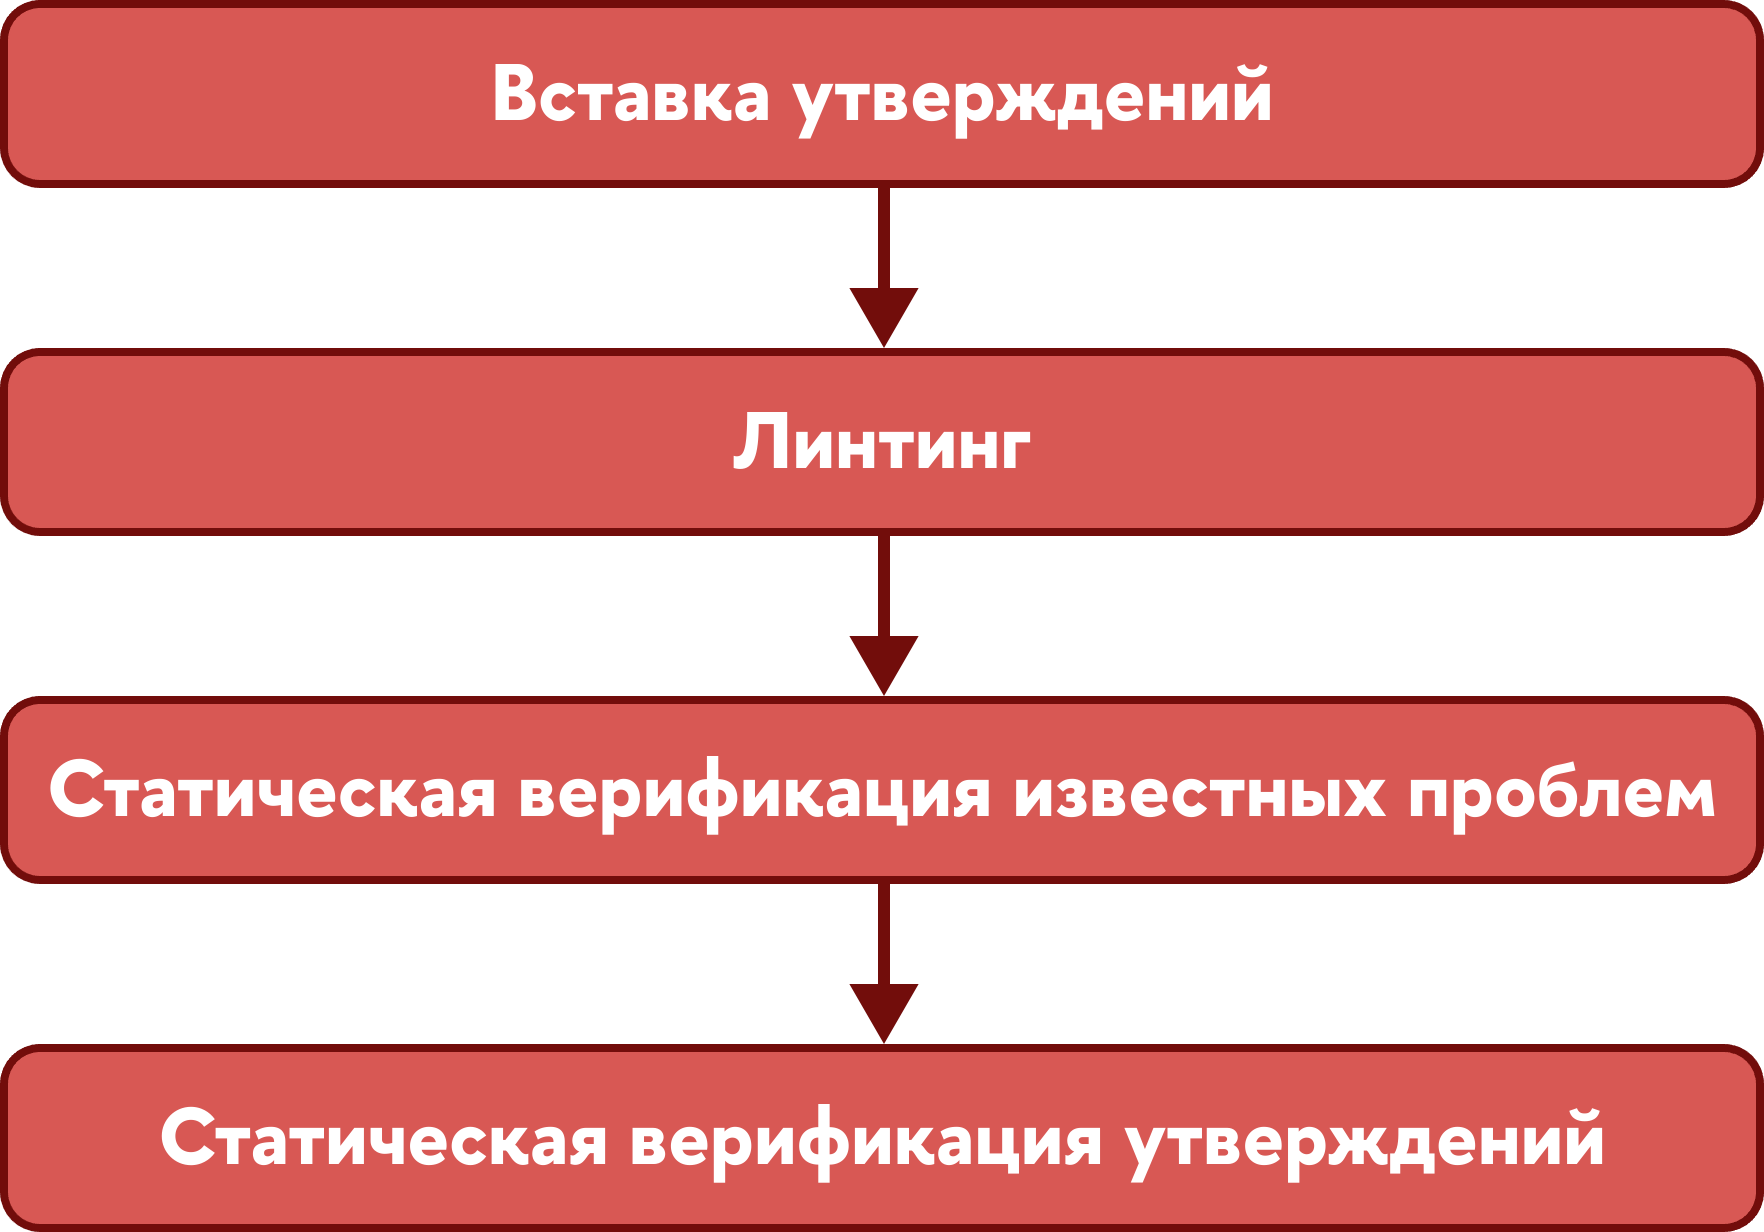 Вставка утверждений
Линтинг
Статическая верификация известных проблем
Статическая верификация утверждений